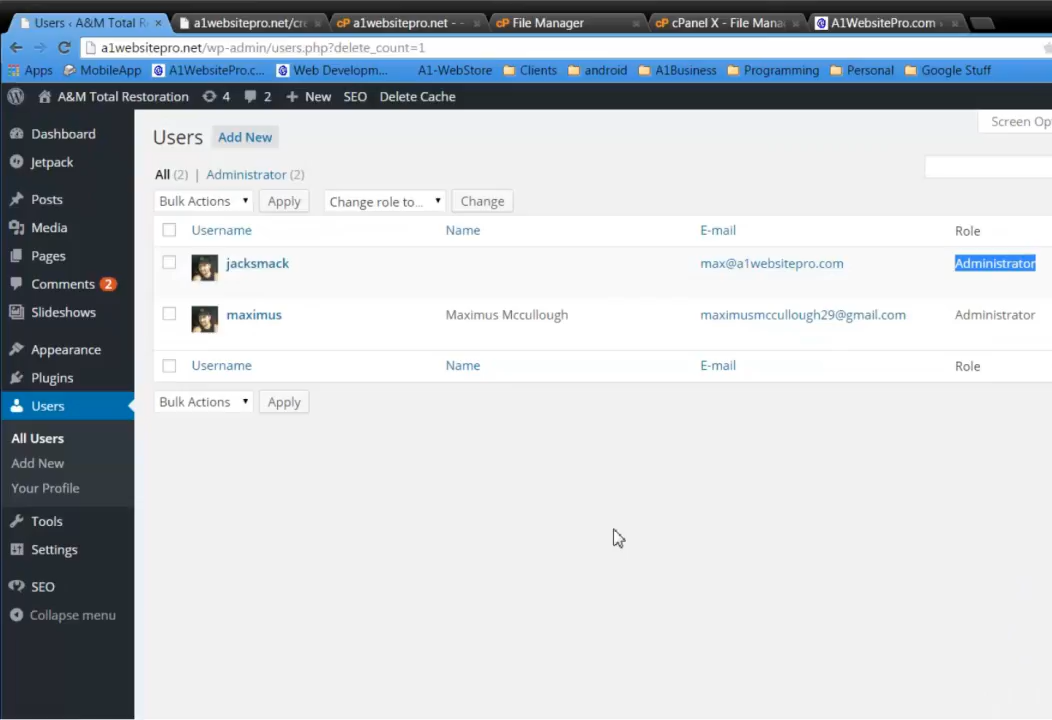 Users ‹ A&M Total R × a1websitepro.net/cre × cP a1websitepro.net - - × cP File Manager × cP cPanel X - File Mana × A1WebsitePro.com ×
a1websitepro.net/wp-admin/users.php?delete_count=1
Apps MobileApp A1WebsitePro.c... Web Developm... A1-WebStore Clients android A1Business Programming Personal Google Stuff
A&M Total Restoration 4 2 + New SEO Delete Cache
Dashboard
Jetpack
Posts
Media
Pages
Comments 2
Slideshows
Appearance
Plugins
Users
All Users
Add New
Your Profile
Tools
Settings
SEO
Collapse menu
Screen Op
Users Add New
All (2) | Administrator (2)
Bulk Actions Apply Change role to... Change
Username Name E-mail Role
jacksmack max@a1websitepro.com Administrator
maximus Maximus Mccullough maximusmccullough29@gmail.com Administrator
Username Name E-mail Role
Bulk Actions Apply